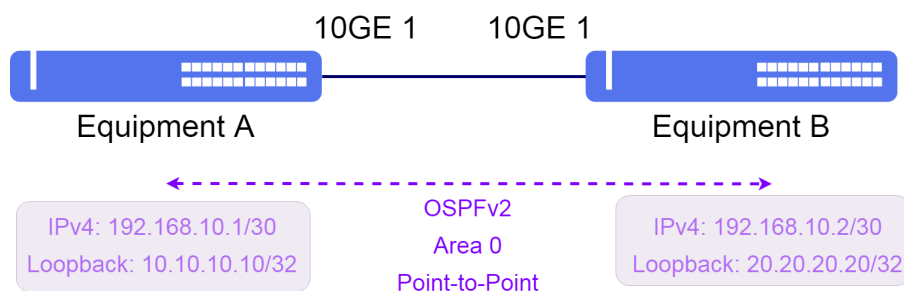 10GE 1
10GE 1
Equipment A
Equipment B
OSPFv2
Area 0
Point-to-Point
IPv4: 192.168.10.1/30
Loopback: 10.10.10.10/32
IPv4: 192.168.10.2/30
Loopback: 20.20.20.20/32